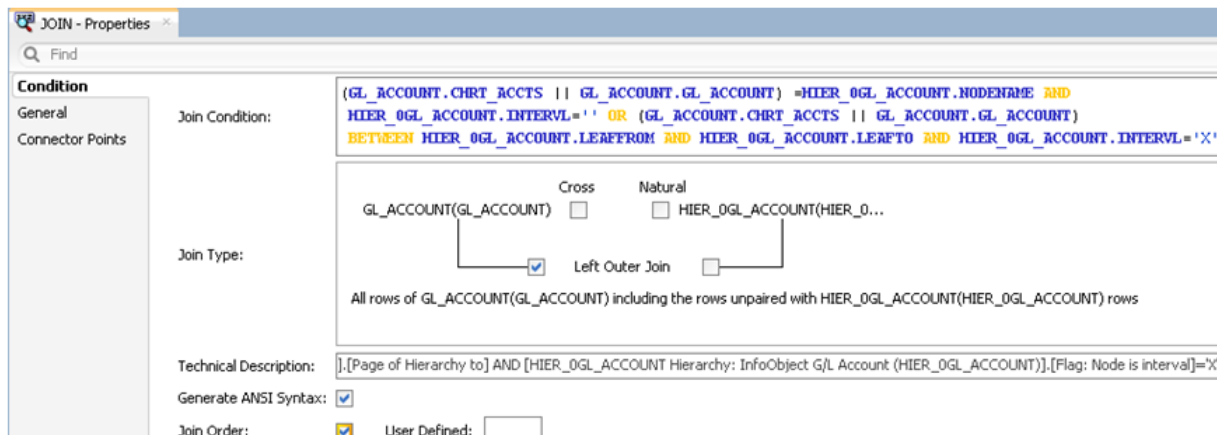 JOIN - Properties
Find
Condition
General
Connector Points
Join Condition:
(GL_ACCOUNT.CHRT_ACCTS || GL_ACCOUNT.GL_ACCOUNT) =HIER_0GL_ACCOUNT.NODENAME AND
HIER_0GL_ACCOUNT.INTERVL='' OR (GL_ACCOUNT.CHRT_ACCTS || GL_ACCOUNT.GL_ACCOUNT)
BETWEEN HIER_0GL_ACCOUNT.LEAFFROM AND HIER_0GL_ACCOUNT.LEAFTO AND HIER_0GL_ACCOUNT.INTERVL='X'
Cross Natural
GL_ACCOUNT(GL_ACCOUNT) HIER_0GL_ACCOUNT(HIER_0...
Join Type:
Left Outer Join
All rows of GL_ACCOUNT(GL_ACCOUNT) including the rows unpaired with HIER_0GL_ACCOUNT(HIER_0GL_ACCOUNT) rows
Technical Description: ].[Page of Hierarchy to] AND [HIER_0GL_ACCOUNT Hierarchy: InfoObject G/L Account (HIER_0GL_ACCOUNT)].[Flag: Node is interval]='X'
Generate ANSI Syntax:
Join Order: User Defined: